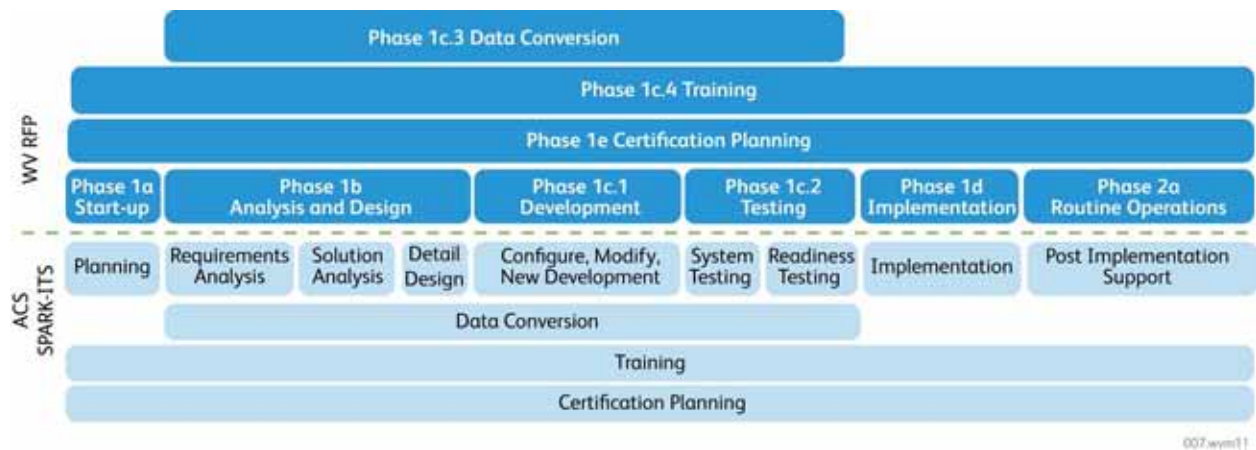 Phase 1c.3 Data Conversion
Phase 1c.4 Training
Phase 1e Certification Planning
WV RFP
Phase 1a
Start-up
Phase 1b
Analysis and Design
Phase 1c.1
Development
Phase 1c.2
Testing
Phase 1d
Implementation
Phase 2a
Routine Operations
ACS
SPARK-ITS
Planning
Requirements
Analysis
Solution
Analysis
Detail
Design
Configure, Modify,
New Development
System
Testing
Readiness
Testing
Implementation
Post Implementation
Support
Data Conversion
Training
Certification Planning
007.wvm11